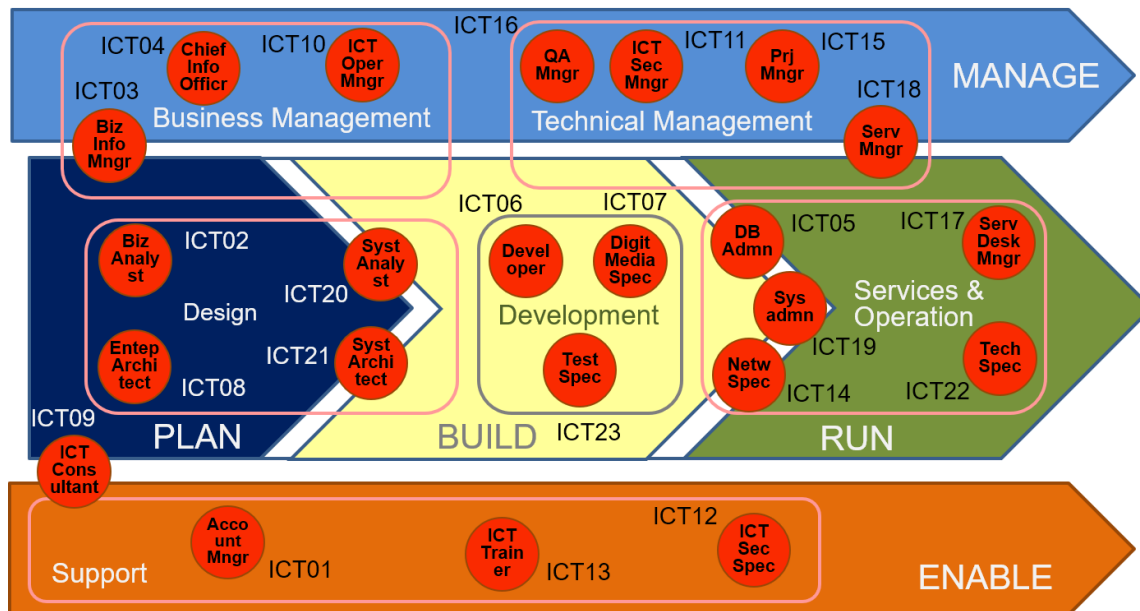 ICT04
Chief
Info
Officr
ICT10
ICT
Oper
Mngr
ICT16
QA
Mngr
ICT
Sec
Mngr
ICT11
Prj
Mngr
ICT15
MANAGE
ICT03
Biz
Info
Mngr
Business Management
Technical Management
ICT18
Serv
Mngr
ICT06
ICT07
Biz
Analy
st
ICT02
Syst
Analy
st
ICT20
Design
Entep
Archi
tect
ICT08
ICT21
Syst
Archi
tect
Devel
oper
Digit
Media
Spec
Development
Test
Spec
ICT23
DB
Admn
ICT05
ICT17
Serv
Desk
Mngr
Sys
admn
Services &
Operation
ICT19
Netw
Spec
ICT14
Tech
Spec
ICT22
ICT09
PLAN
BUILD
RUN
ICT
Cons
ultant
Support
Acco
unt
Mngr
ICT01
ICT
Train
er
ICT13
ICT12
ICT
Sec
Spec
ENABLE